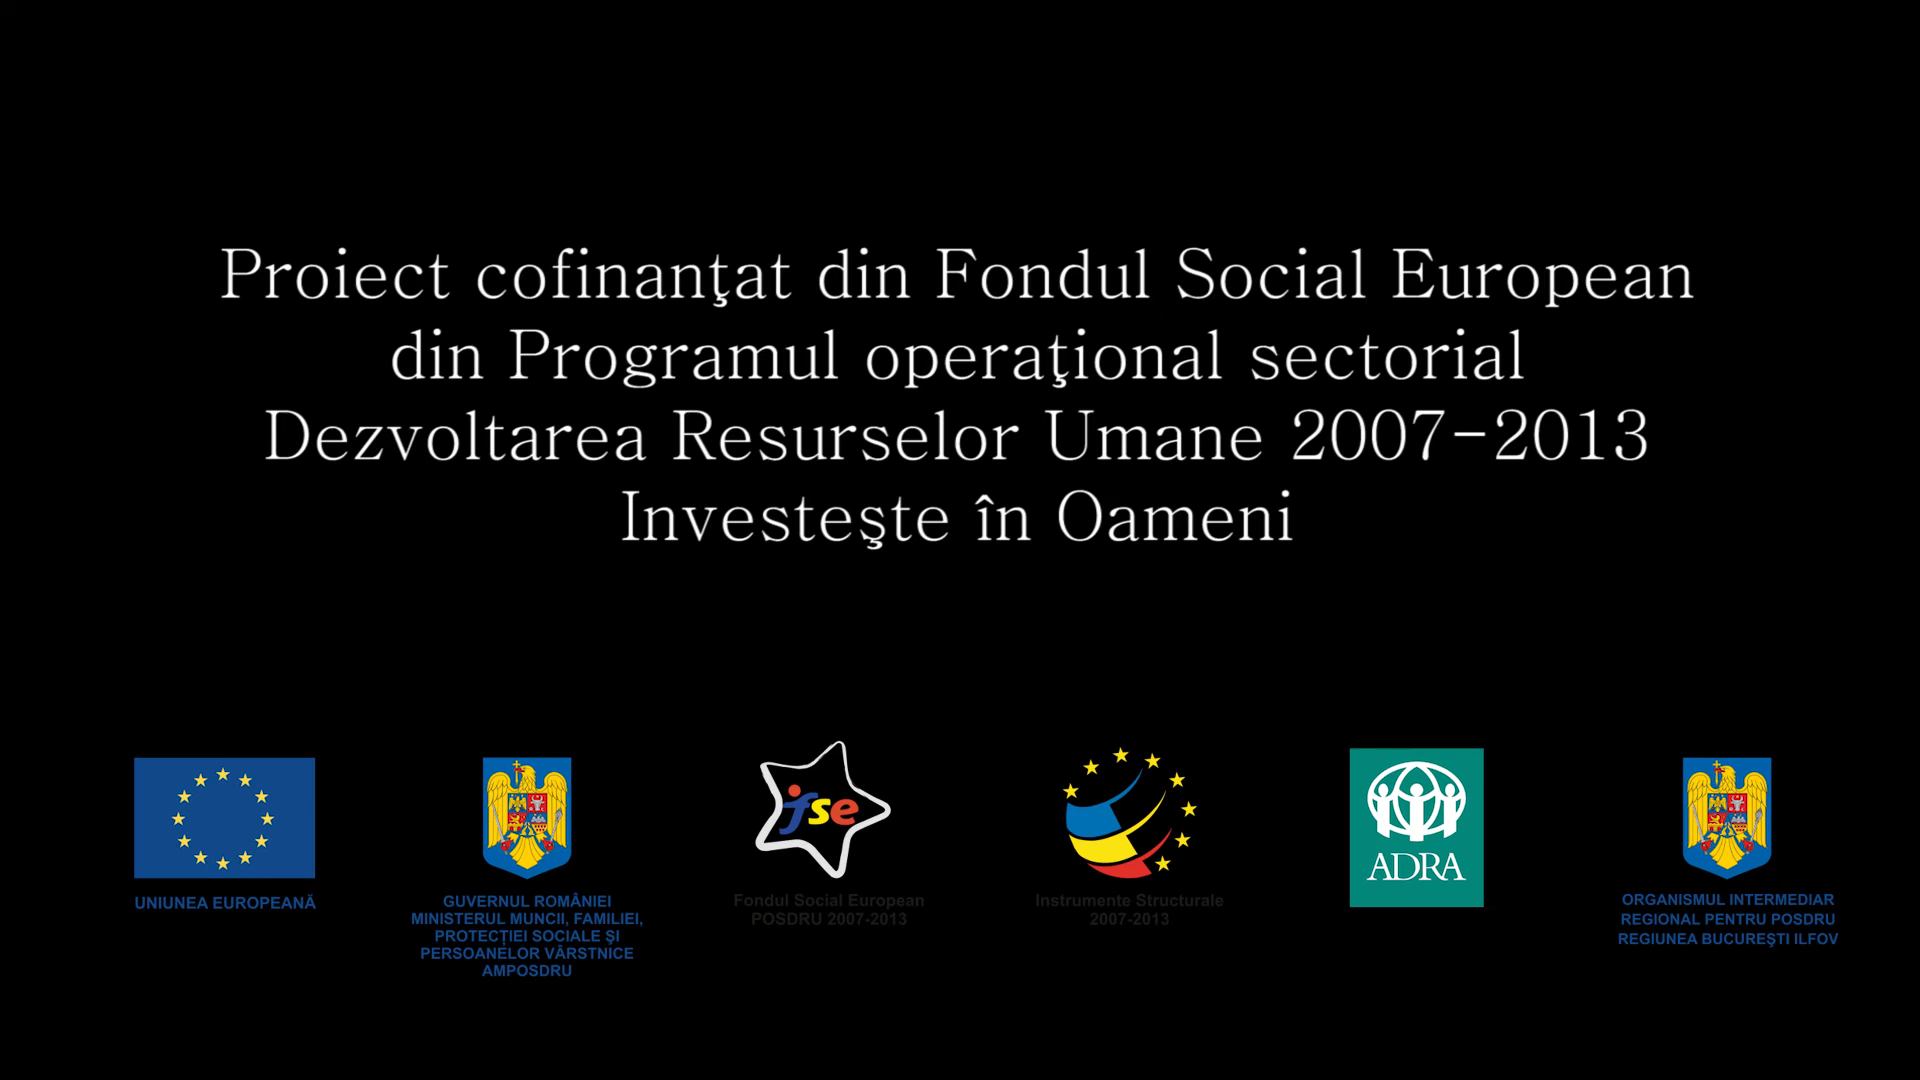 Proiect cofinanţat din Fondul Social European
din Programul operaţional sectorial
Dezvoltarea Resurselor Umane 2007-2013
Investeşte în Oameni
UNIUNEA EUROPEANĂ
GUVERNUL ROMÂNIEI
MINISTERUL MUNCII, FAMILIEI,
PROTECȚIEI SOCIALE ŞI
PERSOANELOR VÂRSTNICE
AMPOSDRU
fse
Fondul Social European
POSDRU 2007-2013
Instrumente Structurale
2007-2013
ADRA
ORGANISMUL INTERMEDIAR
REGIONAL PENTRU POSDRU
REGIUNEA BUCUREŞTI ILFOV